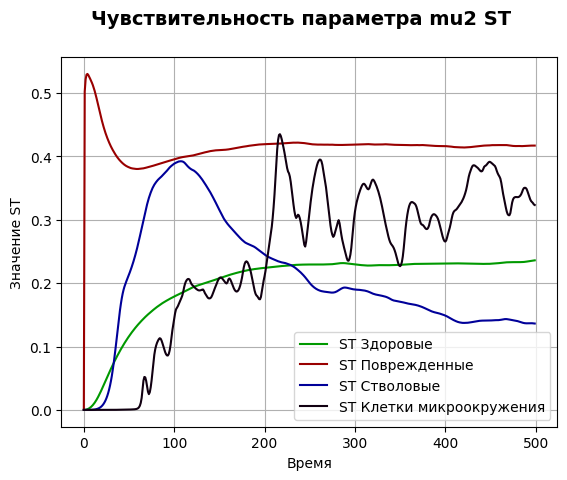 Чувствительность параметра mu2 ST
Значение ST
0.5
0.4
0.3
0.2
0.1
0.0
ST Здоровые
ST Поврежденные
ST Стволовые
ST Клетки микроокружения
0 100 200 300 400 500
Время